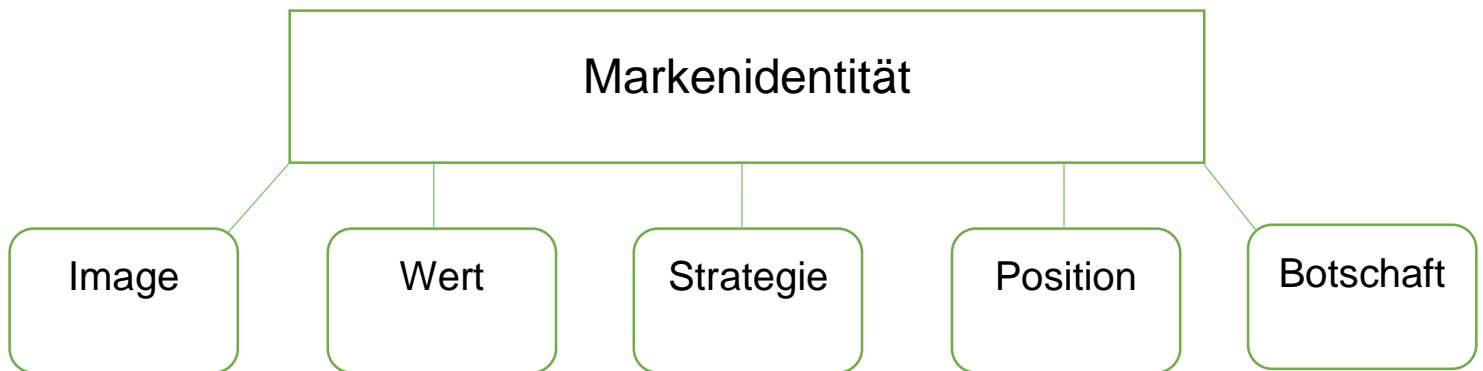 Markenidentität
Image
Wert
Strategie
Position
Botschaft